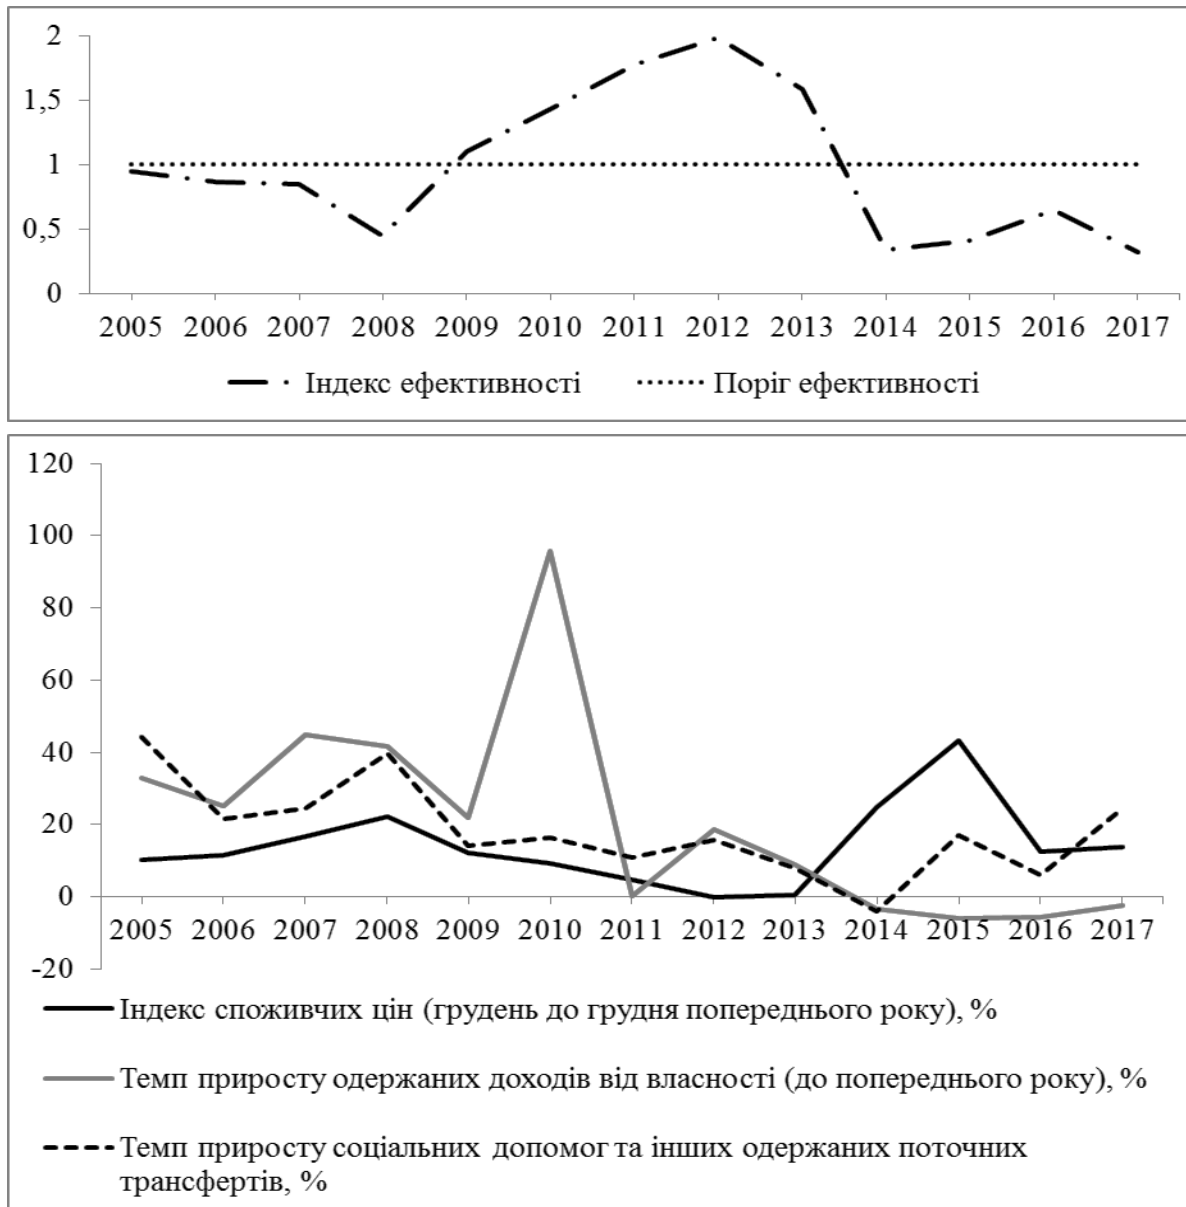 2
1,5
1
0,5
0
2005 2006 2007 2008 2009 2010 2011 2012 2013 2014 2015 2016 2017
Індекс ефективності Поріг ефективності
120
100
80
60
40
20
0
2005 2006 2007 2008 2009 2010 2011 2012 2013 2014 2015 2016 2017
-20
Індекс споживчих цін (грудень до грудня попереднього року), %
Темп приросту одержаних доходів від власності (до попереднього року), %
Темп приросту соціальних допомог та інших одержаних поточних
трансфертів, %